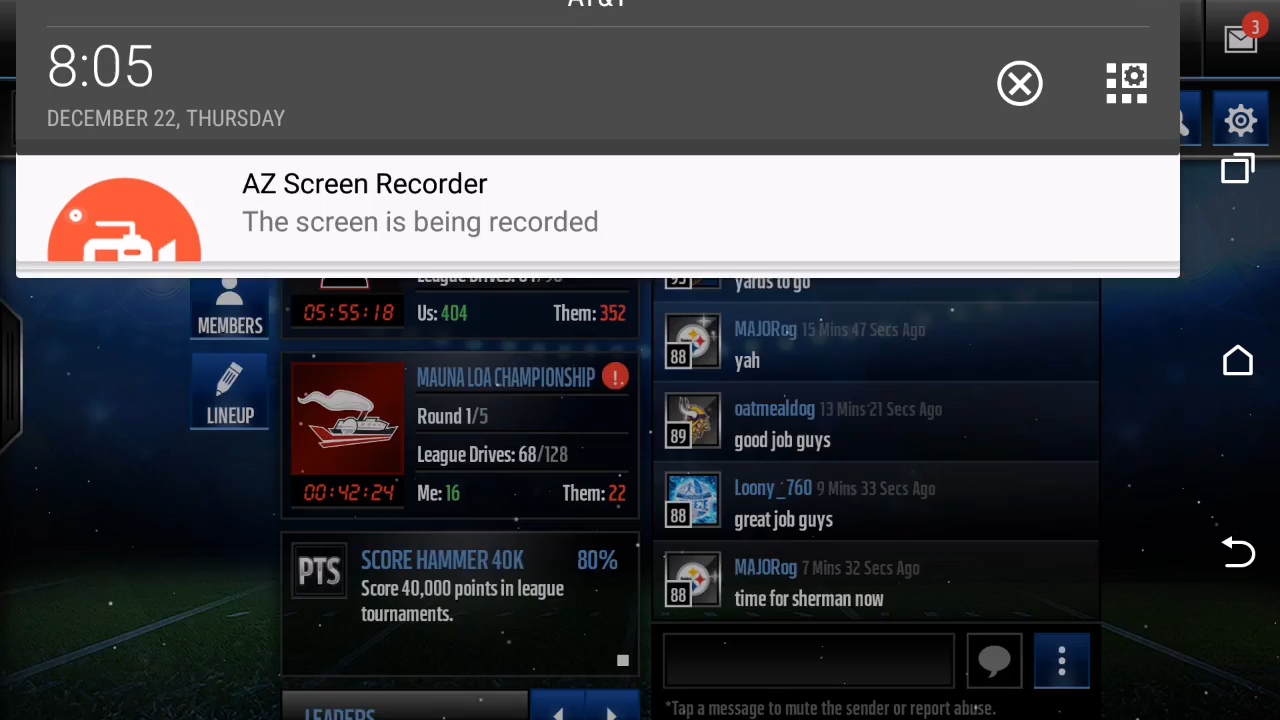 AT&T
8:05
3
DECEMBER 22, THURSDAY
AZ Screen Recorder
The screen is being recorded
MEMBERS
LINEUP
05:55:18
Us: 404
Them: 352
MAUNA LOA CHAMPIONSHIP
!
Round 1/5
League Drives: 68/128
00:42:24
Me: 16
Them: 22
PTS
SCORE HAMMER 40K
80%
Score 40,000 points in league
tournaments.
LEADERS
yards to go
88
MAJORog 15 Mins 47 Secs Ago
yah
89
oatmealdog 13 Mins 21 Secs Ago
good job guys
88
Loony_760 9 Mins 33 Secs Ago
great job guys
88
MAJORog 7 Mins 32 Secs Ago
time for sherman now
*Tap a message to mute the sender or report abuse.